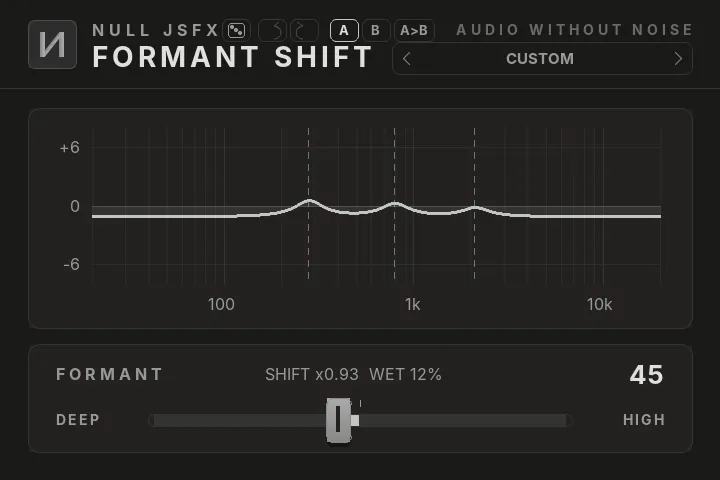 NULL JSFX A B A>B AUDIO WITHOUT NOISE
FORMANT SHIFT CUSTOM
+6
0
-6
100 1k 10k
FORMANT SHIFT x0.93 WET 12% 45
DEEP HIGH